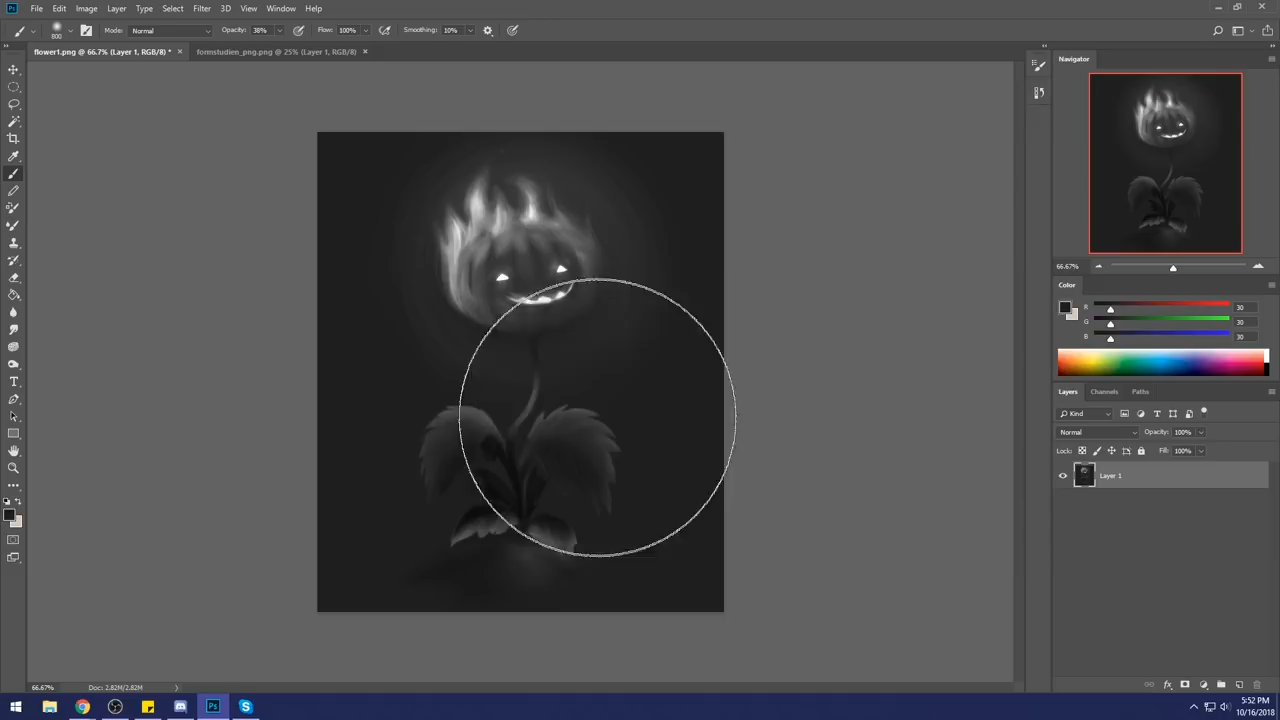 Ps File Edit Image Layer Type Select Filter 3D View Window Help
800 Mode: Normal Opacity: 38% Flow: 100% Smoothing: 10%
flower1.png @ 66.7% (Layer 1, RGB/8) * × formstudien_png.png @ 25% (Layer 1, RGB/8) ×
Navigator
66.67%
Color
R 30
G 30
B 30
Layers Channels Paths
Kind
Normal Opacity: 100%
Lock: Fill: 100%
Layer 1
66.67% Doc: 2.82M/2.82M
Ps
5:52 PM
10/16/2018